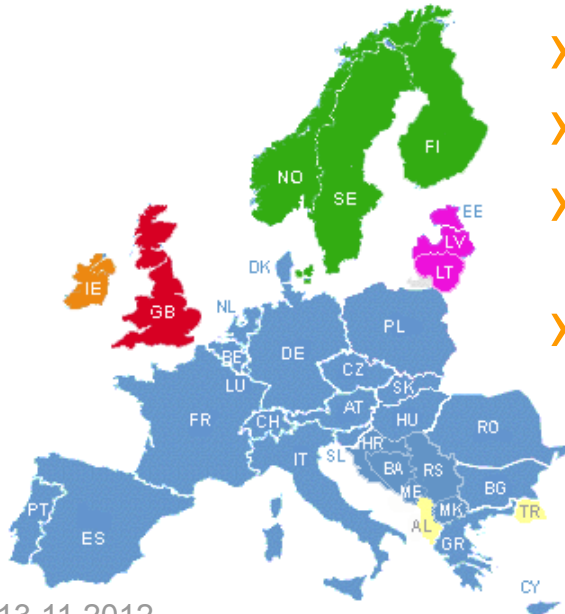 FI
NO
SE
EE
LV
DK
LT
IE
NL
GB
PL
BE
DE
CZ
LU
SK
AT
HU
FR
CH
RO
HR
IT
SL
BA
RS
ME
BG
PT
MK
TR
AL
ES
GR
CY
13-11-2012